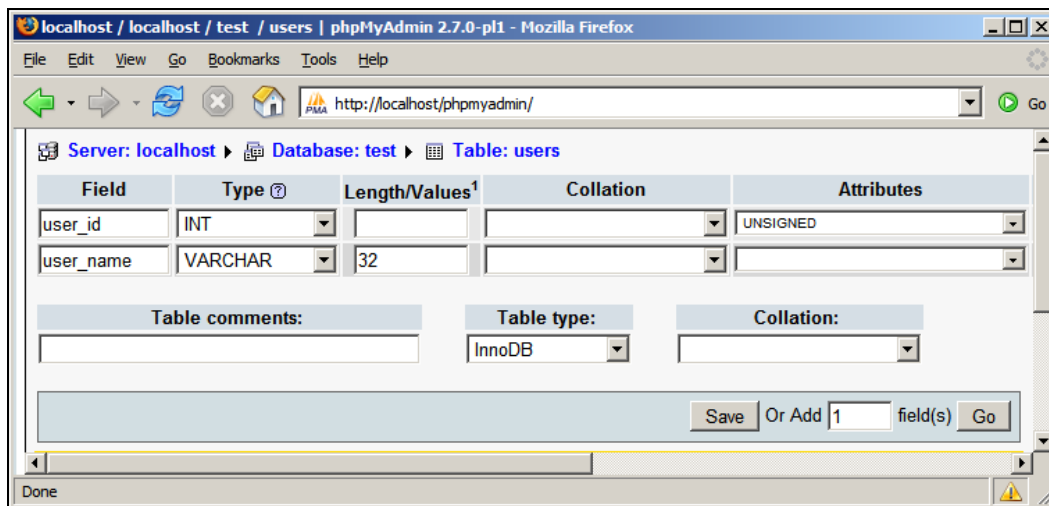 localhost / localhost / test / users | phpMyAdmin 2.7.0-pl1 - Mozilla Firefox
File Edit View Go Bookmarks Tools Help
PMA http://localhost/phpmyadmin/ Go
Server: localhost Database: test Table: users
Field Type ? Length/Values1 Collation Attributes
user_id INT UNSIGNED
user_name VARCHAR 32
Table comments: Table type: Collation:
InnoDB
Save Or Add 1 field(s) Go
Done